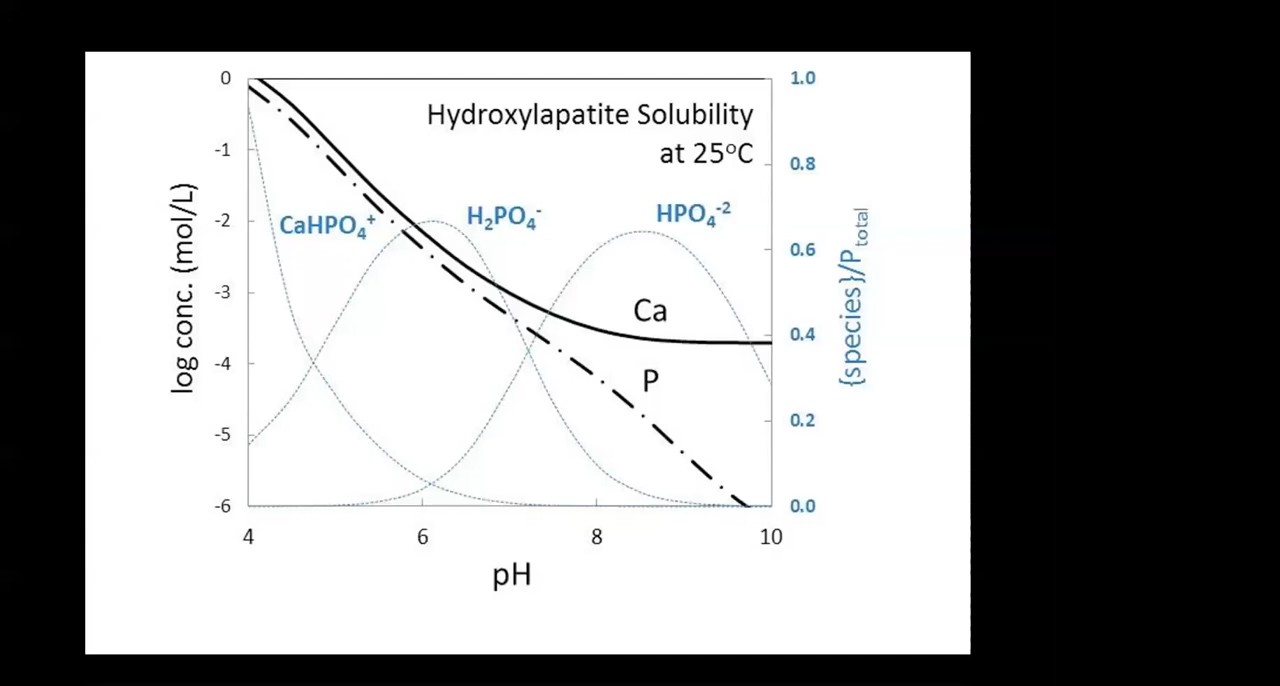 Hydroxylapatite Solubility
at 25°C
0
-1
-2
-3
-4
-5
-6
log conc. (mol/L)
1.0
0.8
0.6
0.4
0.2
0.0
{species}/Ptotal
CaHPO4+
H2PO4-
HPO4-2
Ca
P
4
6
8
10
pH